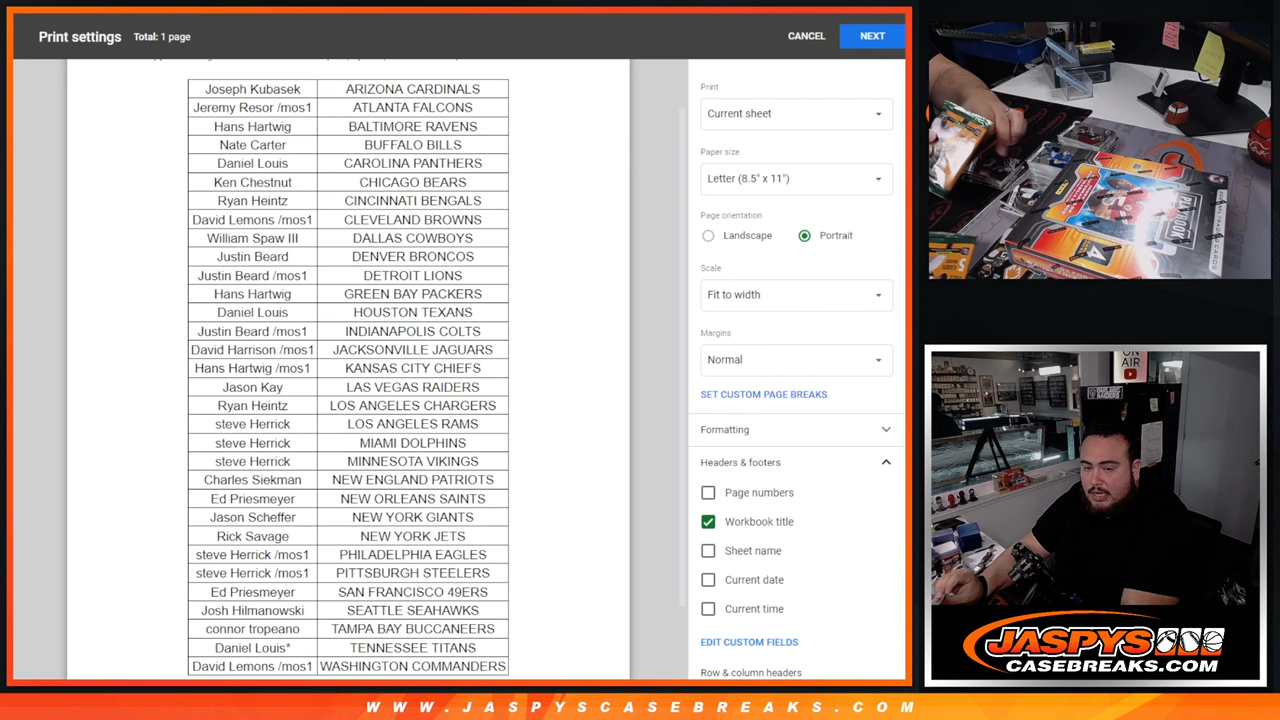 Print settings Total: 1 page
CANCEL NEXT
Joseph Kubasek ARIZONA CARDINALS
Jeremy Resor /mos1 ATLANTA FALCONS
Hans Hartwig BALTIMORE RAVENS
Nate Carter BUFFALO BILLS
Daniel Louis CAROLINA PANTHERS
Ken Chestnut CHICAGO BEARS
Ryan Heintz CINCINNATI BENGALS
David Lemons /mos1 CLEVELAND BROWNS
William Spaw III DALLAS COWBOYS
Justin Beard DENVER BRONCOS
Justin Beard /mos1 DETROIT LIONS
Hans Hartwig GREEN BAY PACKERS
Daniel Louis HOUSTON TEXANS
Justin Beard /mos1 INDIANAPOLIS COLTS
David Harrison /mos1 JACKSONVILLE JAGUARS
Hans Hartwig /mos1 KANSAS CITY CHIEFS
Jason Kay LAS VEGAS RAIDERS
Ryan Heintz LOS ANGELES CHARGERS
steve Herrick LOS ANGELES RAMS
steve Herrick MIAMI DOLPHINS
steve Herrick MINNESOTA VIKINGS
Charles Siekman NEW ENGLAND PATRIOTS
Ed Priesmeyer NEW ORLEANS SAINTS
Jason Scheffer NEW YORK GIANTS
Rick Savage NEW YORK JETS
steve Herrick /mos1 PHILADELPHIA EAGLES
steve Herrick /mos1 PITTSBURGH STEELERS
Ed Priesmeyer SAN FRANCISCO 49ERS
Josh Hilmanowski SEATTLE SEAHAWKS
connor tropeano TAMPA BAY BUCCANEERS
Daniel Louis* TENNESSEE TITANS
David Lemons /mos1 WASHINGTON COMMANDERS
Print
Current sheet
Paper size
Letter (8.5" x 11")
Page orientation
Landscape Portrait
Scale
Fit to width
Margins
Normal
SET CUSTOM PAGE BREAKS
Formatting
Headers & footers
Page numbers
Workbook title
Sheet name
Current date
Current time
EDIT CUSTOM FIELDS
Row & column headers
PLAYBOOK
4
ON
AIR
JASPYS
CASEBREAKS.COM
WWW.JASPYSCASEBREAKS.COM